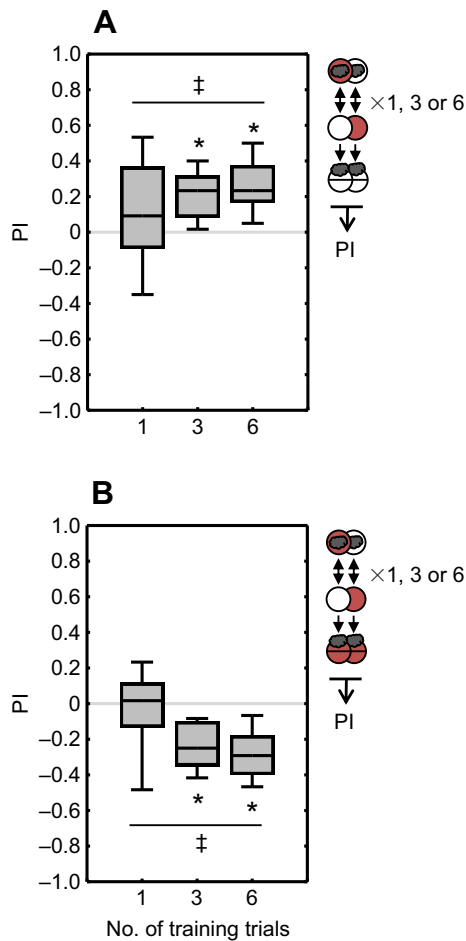 A
1.0
0.8
0.6
0.4
0.2
0
–0.2
–0.4
–0.6
–0.8
–1.0
PI
‡
* *
1 3 6
×1, 3 or 6
PI
B
1.0
0.8
0.6
0.4
0.2
0
–0.2
–0.4
–0.6
–0.8
–1.0
PI
* *
‡
1 3 6
No. of training trials
×1, 3 or 6
PI